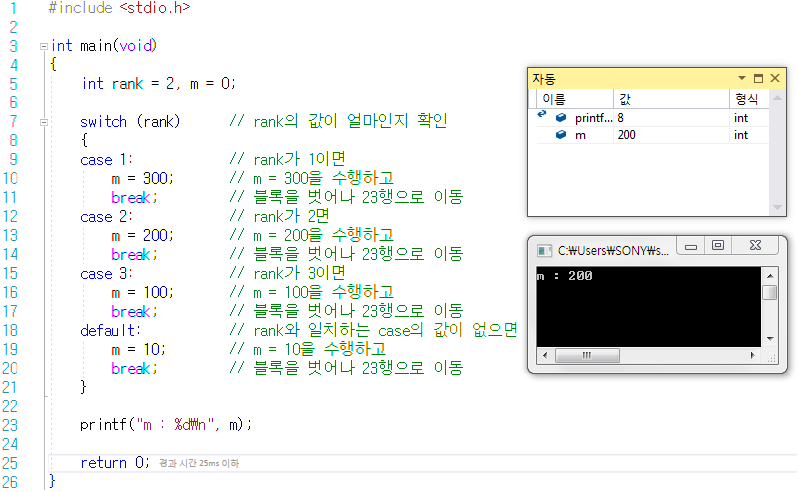 1 #include <stdio.h>
2
3 int main(void)
4 {
5 int rank = 2, m = 0;
6
7 switch (rank) // rank의 값이 얼마인지 확인
8 {
9 case 1: // rank가 1이면
10 m = 300; // m = 300을 수행하고
11 break; // 블록을 벗어나 23행으로 이동
12 case 2: // rank가 2면
13 m = 200; // m = 200을 수행하고
14 break; // 블록을 벗어나 23행으로 이동
15 case 3: // rank가 3이면
16 m = 100; // m = 100을 수행하고
17 break; // 블록을 벗어나 23행으로 이동
18 default: // rank와 일치하는 case의 값이 없으면
19 m = 10; // m = 10을 수행하고
20 break; // 블록을 벗어나 23행으로 이동
21 }
22
23 printf("m : %d₩n", m);
24
25 return 0; 경과 시간 25ms 이하
26 }
자동
이름 값 형식
printf... 8 int
m 200 int
C:₩Users₩SONY₩s...
m : 200